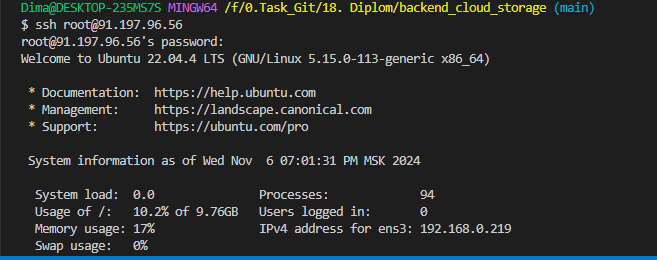 Dima@DESKTOP-235MS7S MINGW64 /f/0.Task_Git/18. Diplom/backend_cloud_storage (main)
$ ssh root@91.197.96.56
root@91.197.96.56's password:
Welcome to Ubuntu 22.04.4 LTS (GNU/Linux 5.15.0-113-generic x86_64)
* Documentation: https://help.ubuntu.com
* Management: https://landscape.canonical.com
* Support: https://ubuntu.com/pro
System information as of Wed Nov 6 07:01:31 PM MSK 2024
System load: 0.0 Processes: 94
Usage of /: 10.2% of 9.76GB Users logged in: 0
Memory usage: 17% IPv4 address for ens3: 192.168.0.219
Swap usage: 0%